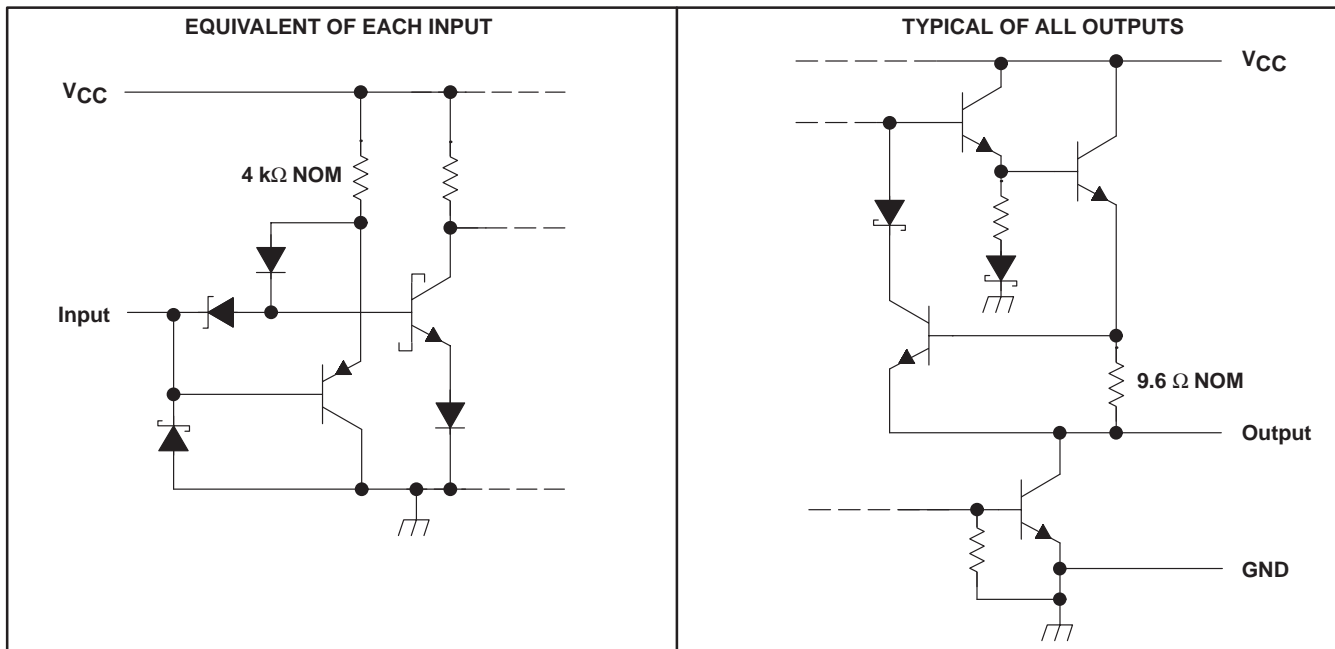 EQUIVALENT OF EACH INPUT
VCC
4 kΩ NOM
Input
TYPICAL OF ALL OUTPUTS
VCC
9.6 Ω NOM
Output
GND